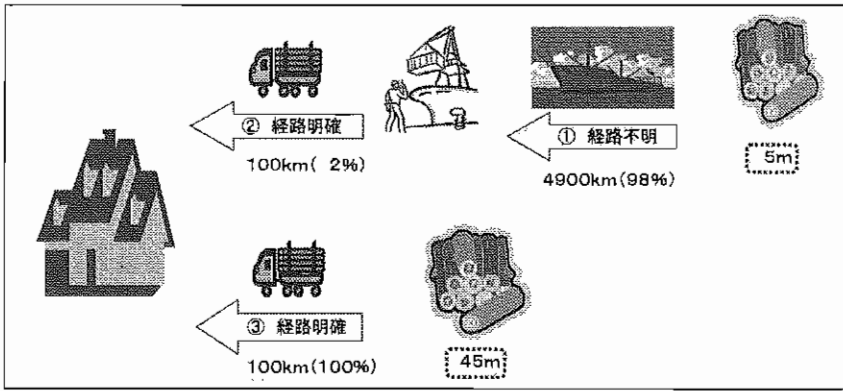 ② 経路明確
100km( 2%)
① 経路不明
4900km(98%)
5m
③ 経路明確
100km(100%)
45m